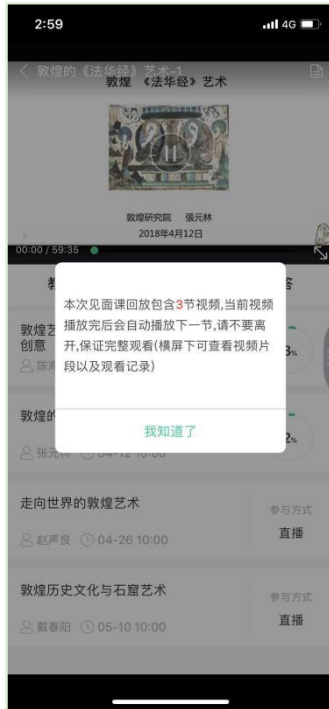 2:59
4G
敦煌的《法华经》艺术-1
敦煌 《法华经》艺术
敦煌研究院 張元林
2018年4月12日
00:00 / 59:35
本次见面课回放包含3节视频,当前视频
播放完后会自动播放下一节,请不要离
开,保证完整观看(横屏下可查看视频片
段以及观看记录)
我知道了
敦煌艺
创意
敦煌的
04-12 10:00
走向世界的敦煌艺术
参与方式
赵声良 04-26 10:00
直播
敦煌历史文化与石窟艺术
参与方式
戴春阳 05-10 10:00
直播